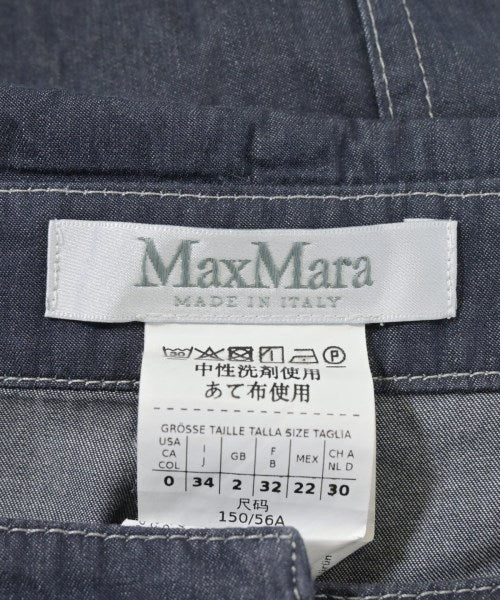 MaxMara
MADE IN ITALY
30
中性洗剤使用
あて布使用
GRÖSSE TAILLE TALLA SIZE TAGLIA
USA CA COL I J GB F B MEX CH A NL D
0 34 2 32 22 30
尺码
150/56A